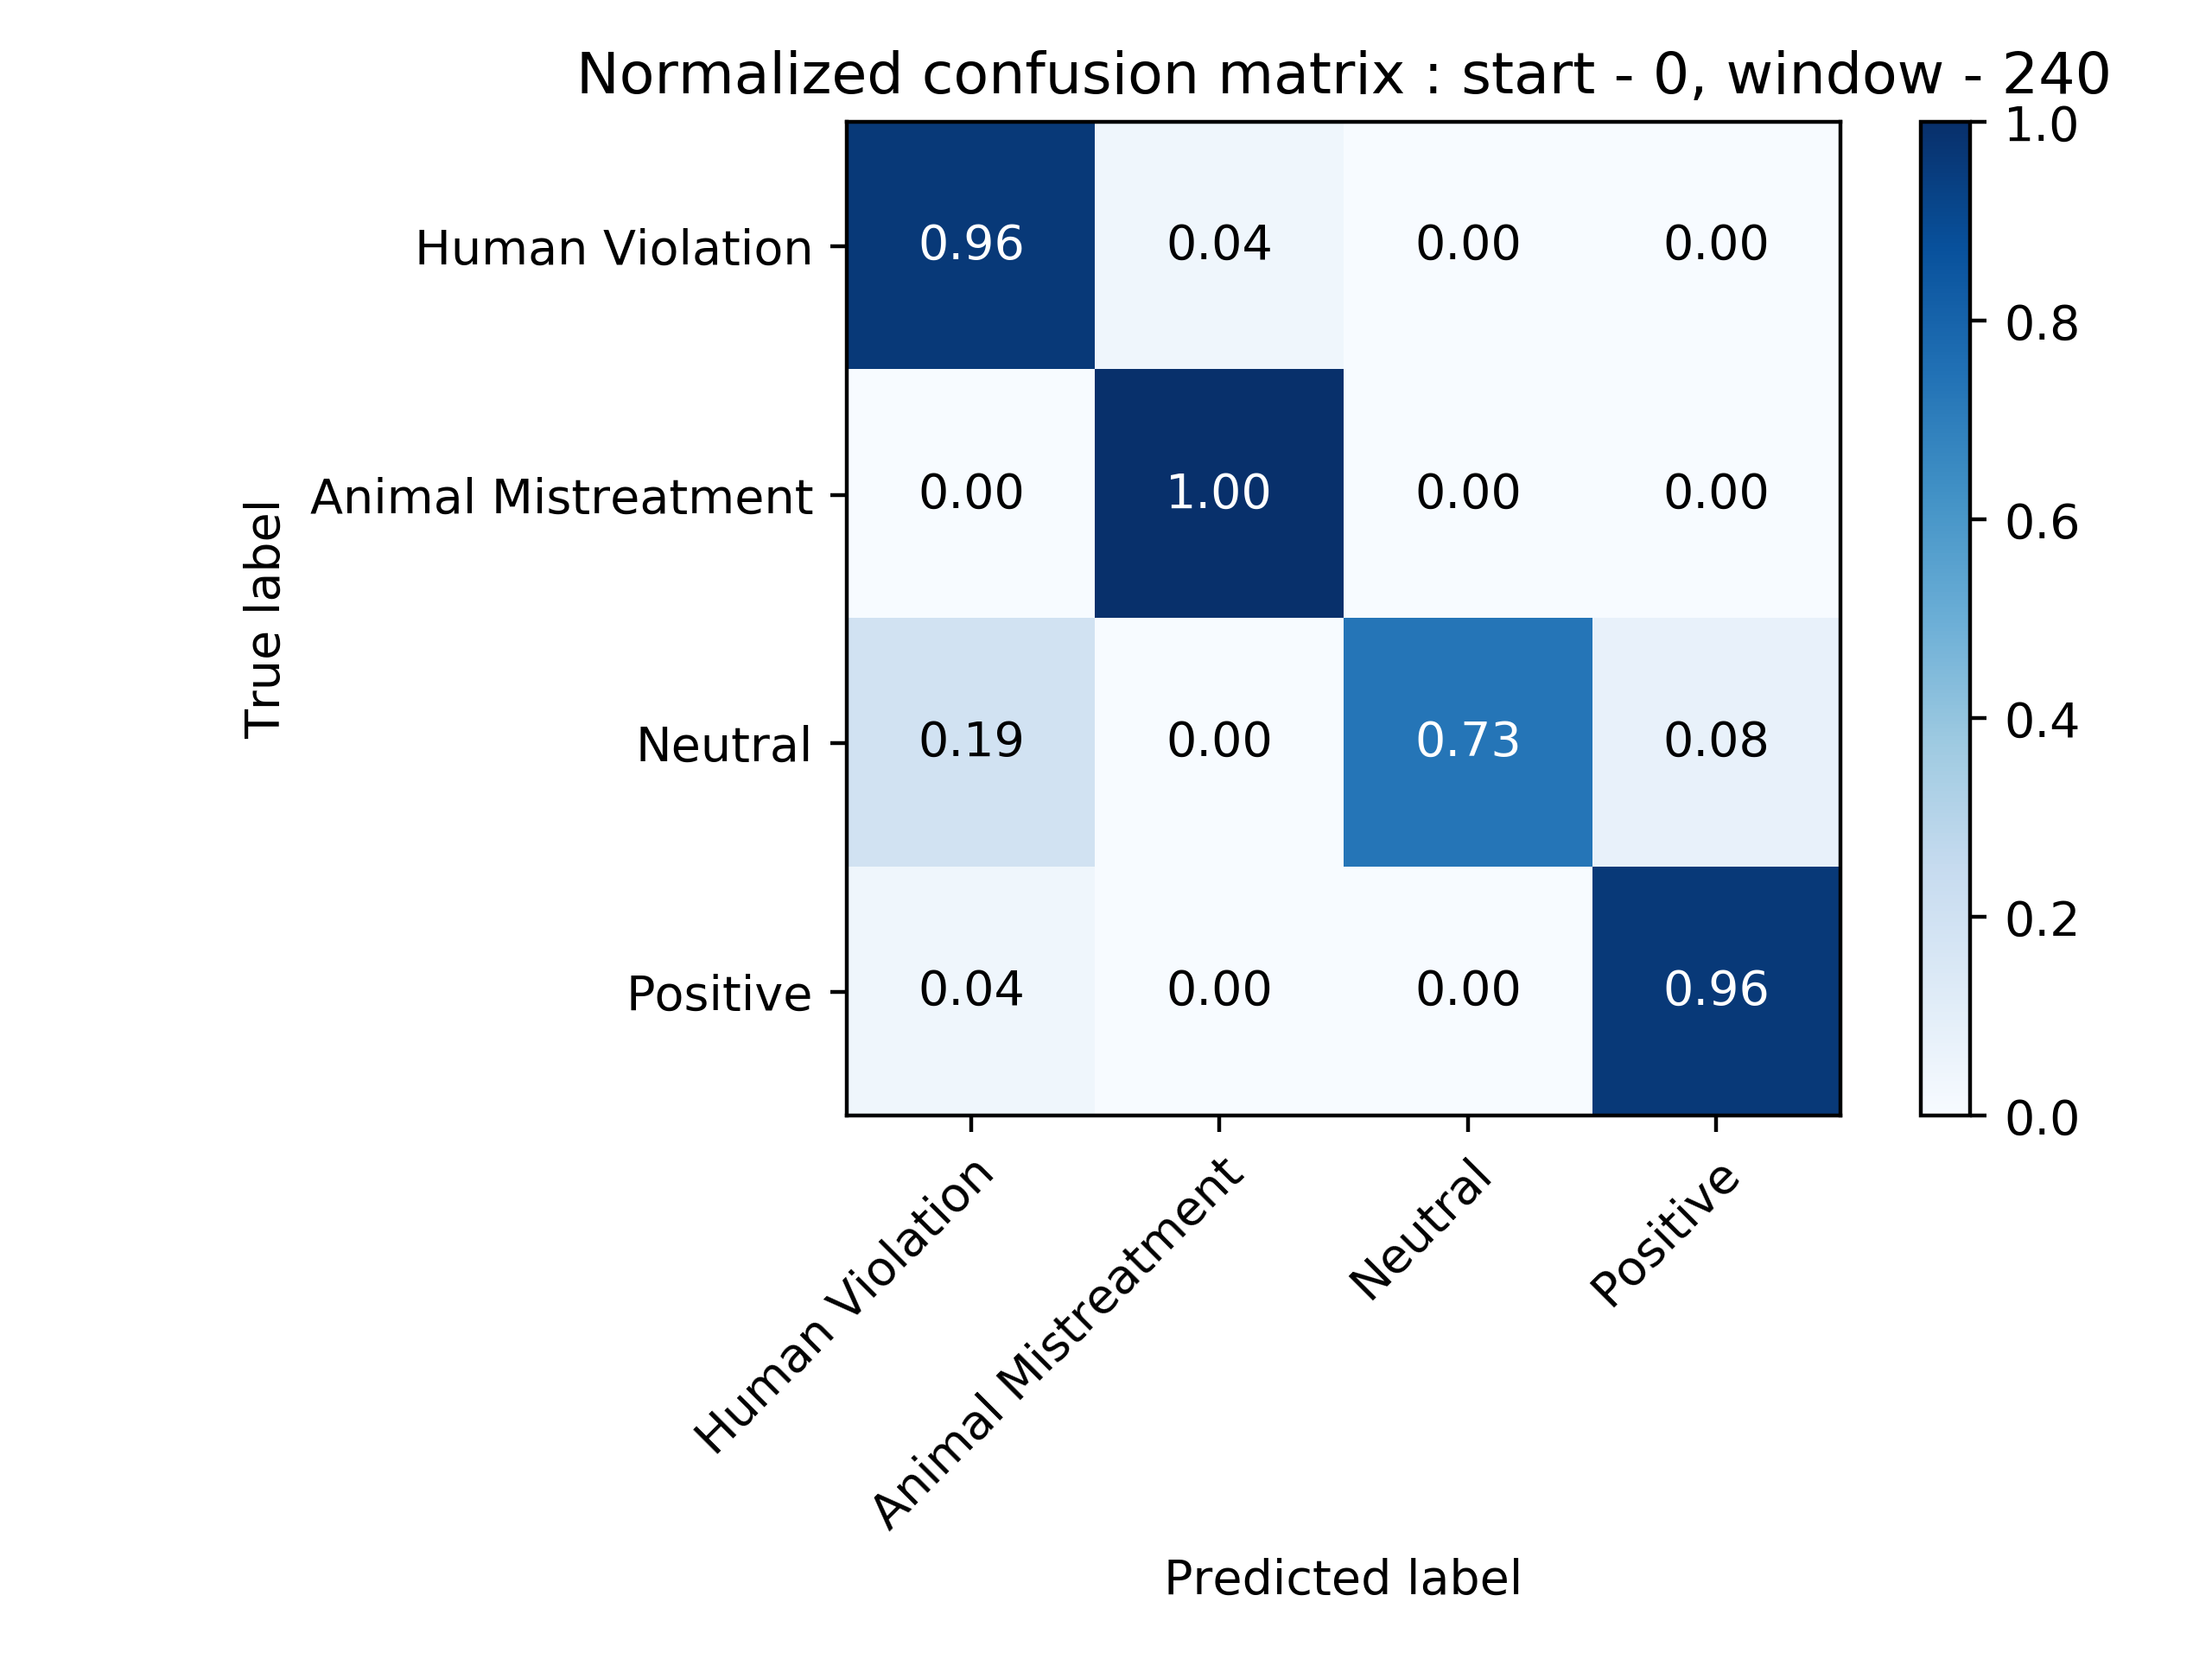 Normalized confusion matrix : start - 0, window - 240
True label
Human Violation
0.96 0.04 0.00 0.00
Animal Mistreatment
0.00 1.00 0.00 0.00
Neutral
0.19 0.00 0.73 0.08
Positive
0.04 0.00 0.00 0.96
Human Violation
Animal Mistreatment
Neutral
Positive
Predicted label
1.0
0.8
0.6
0.4
0.2
0.0